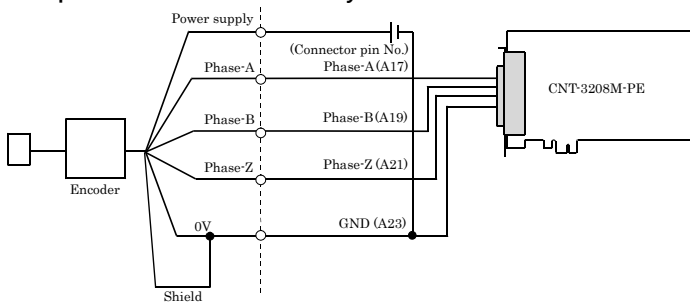 Power supply
(Connector pin No.)
Phase-A
Phase-A (A17)
CNT-3208M-PE
Phase-B
Phase-B (A19)
Phase-Z
Phase-Z (A21)
Encoder
0V
GND (A23)
Shield